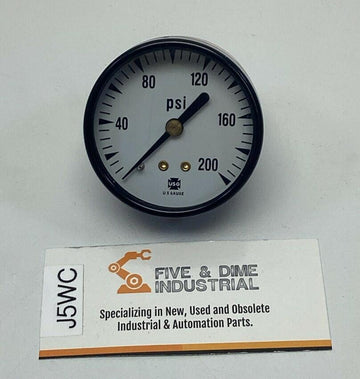 80
120
psi
40
160
200
USG
U.S. GAUGE
J5WC
FIVE & DIME
INDUSTRIAL
Specializing in New, Used and Obsolete
Industrial & Automation Parts.